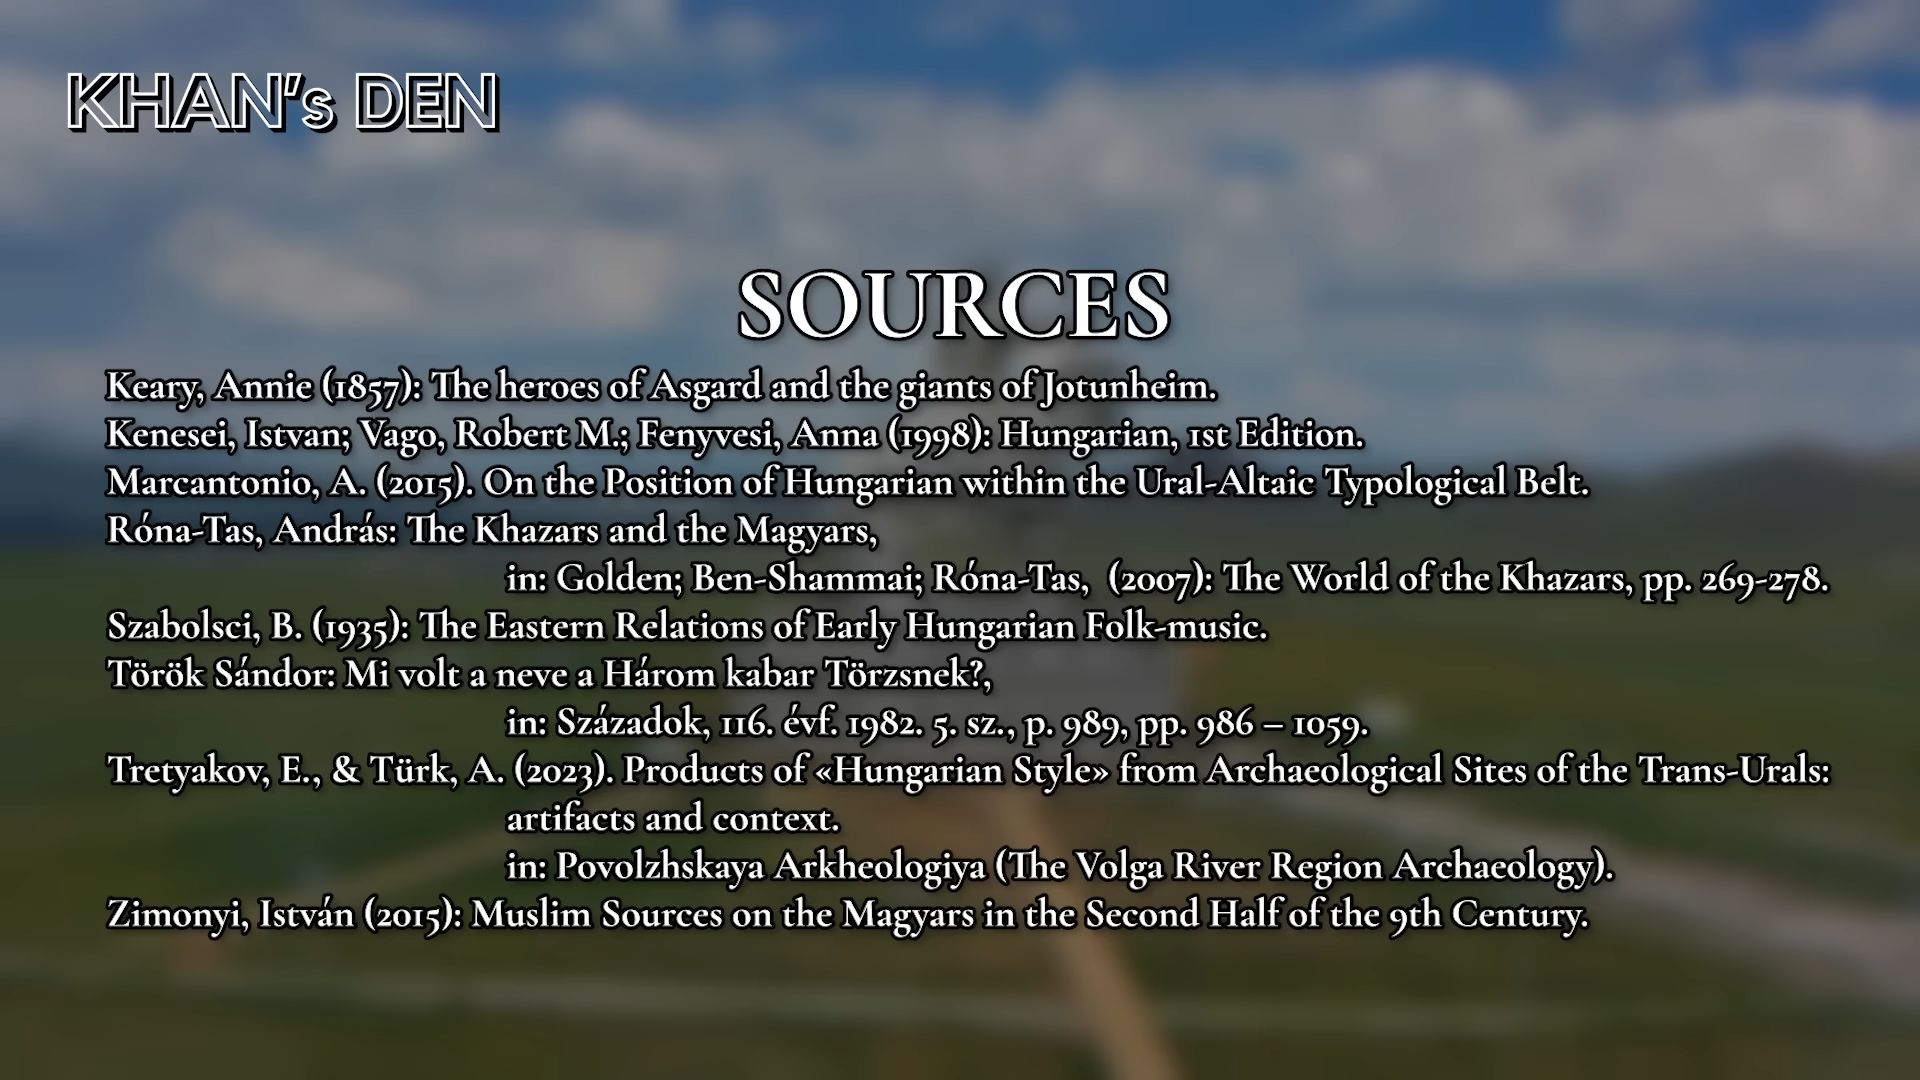 KHAN's DEN
SOURCES
Keary, Annie (1857): The heroes of Asgard and the giants of Jotunheim.
Kenesei, Istvan; Vago, Robert M.; Fenyvesi, Anna (1998): Hungarian, 1st Edition.
Marcantonio, A. (2015). On the Position of Hungarian within the Ural-Altaic Typological Belt.
Róna-Tas, András: The Khazars and the Magyars,
in: Golden; Ben-Shammai; Róna-Tas, (2007): The World of the Khazars, pp. 269-278.
Szabolsci, B. (1935): The Eastern Relations of Early Hungarian Folk-music.
Török Sándor: Mi volt a neve a Három kabar Törzsnek?,
in: Századok, 116. évf. 1982. 5. sz., p. 989, pp. 986 – 1059.
Tretyakov, E., & Türk, A. (2023). Products of «Hungarian Style» from Archaeological Sites of the Trans-Urals:
artifacts and context.
in: Povolzhskaya Arkheologiya (The Volga River Region Archaeology).
Zimonyi, István (2015): Muslim Sources on the Magyars in the Second Half of the 9th Century.